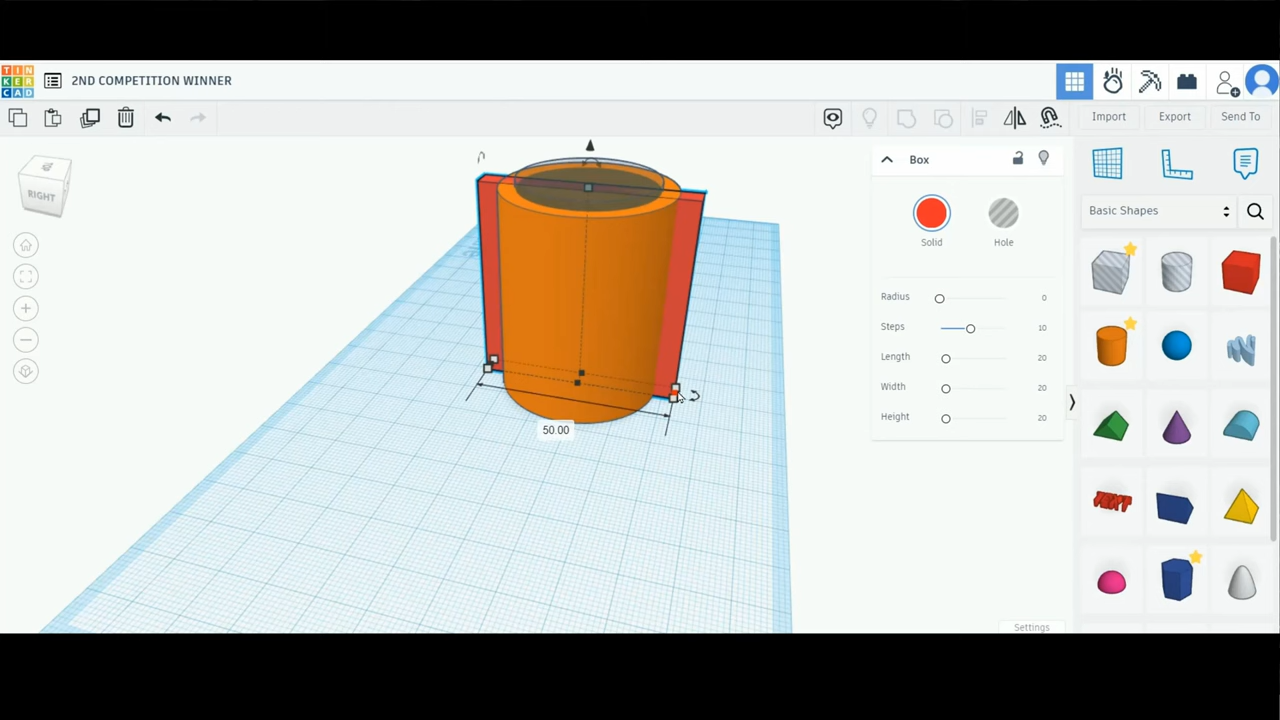 TIN
KER
CAD
2ND COMPETITION WINNER
Import
Export
Send To
RIGHT
Box
Solid
Hole
Radius
0
Steps
10
Length
20
Width
20
Height
20
Basic Shapes
50.00
TEXT
Settings